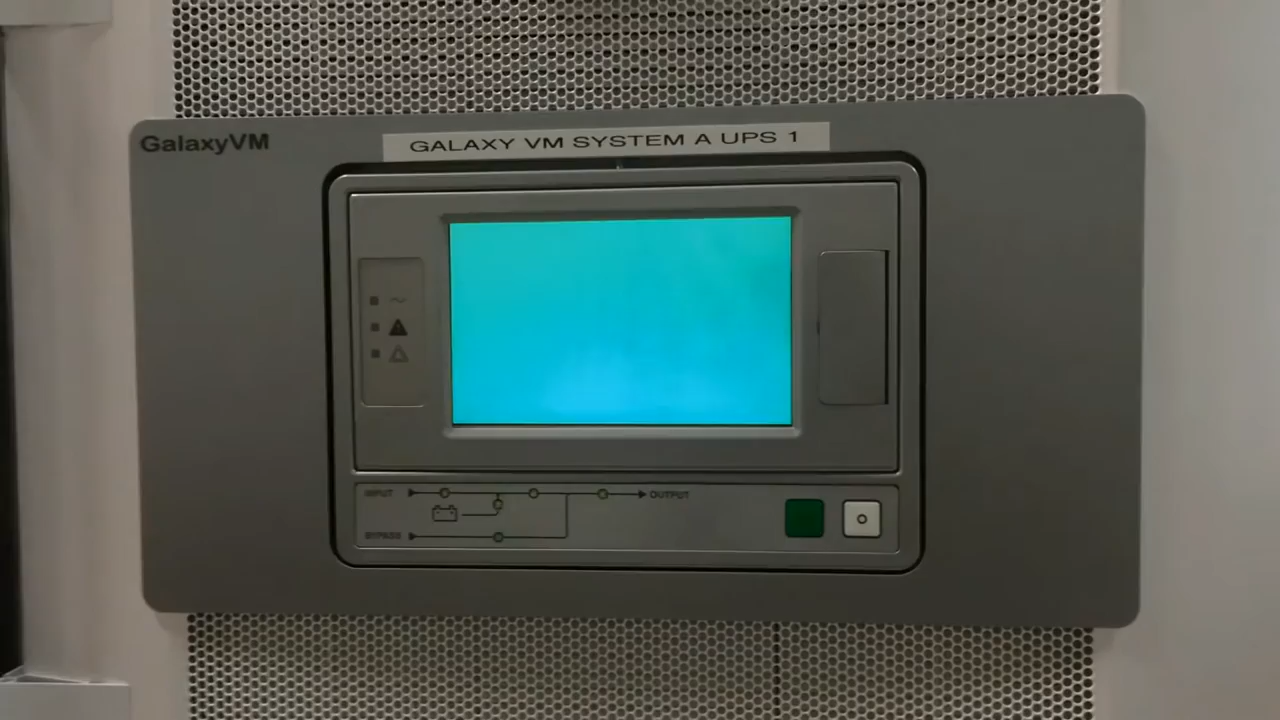 GalaxyVM
GALAXY VM SYSTEM A UPS 1
INPUT
OUTPUT
BYPASS